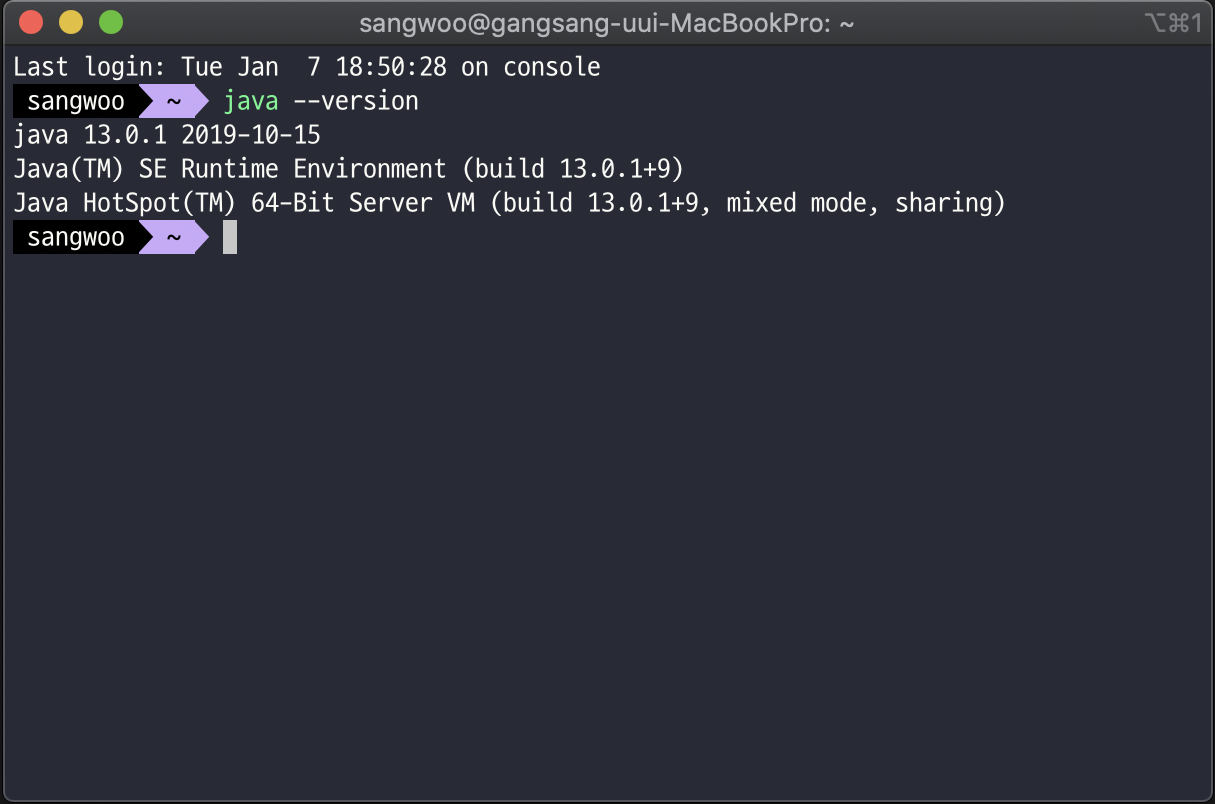 sangwoo@gangsang-uui-MacBookPro: ~ ⌥⌘1
Last login: Tue Jan  7 18:50:28 on console
sangwoo ~ java --version
java 13.0.1 2019-10-15
Java(TM) SE Runtime Environment (build 13.0.1+9)
Java HotSpot(TM) 64-Bit Server VM (build 13.0.1+9, mixed mode, sharing)
sangwoo ~